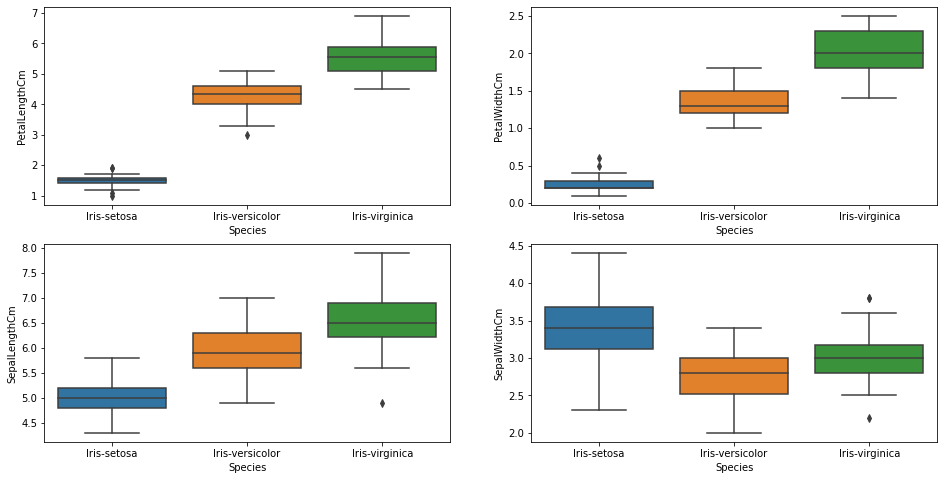 PetalLengthCm
7
6
5
4
3
2
1
Iris-setosa Iris-versicolor Iris-virginica
Species
PetalWidthCm
2.5
2.0
1.5
1.0
0.5
0.0
Iris-setosa Iris-versicolor Iris-virginica
Species
SepalLengthCm
8.0
7.5
7.0
6.5
6.0
5.5
5.0
4.5
Iris-setosa Iris-versicolor Iris-virginica
Species
SepalWidthCm
4.5
4.0
3.5
3.0
2.5
2.0
Iris-setosa Iris-versicolor Iris-virginica
Species